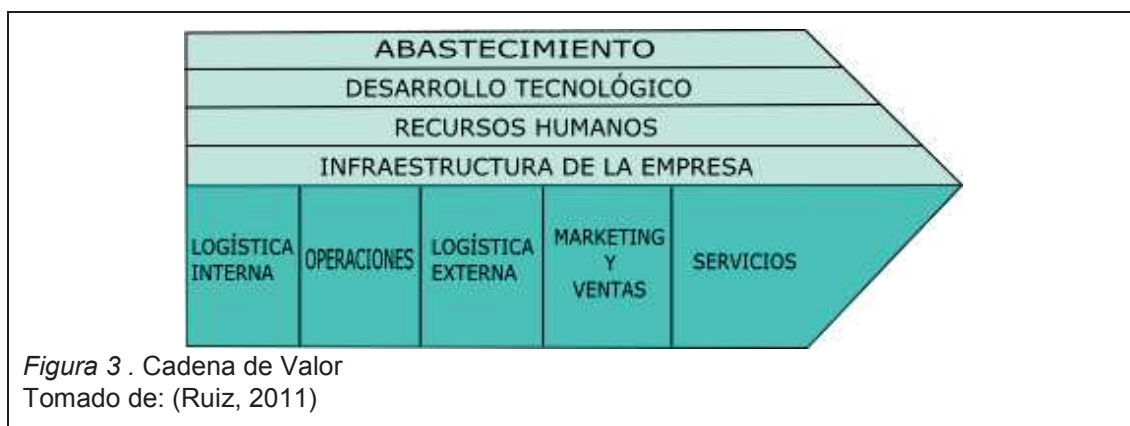 ABASTECIMIENTO
DESARROLLO TECNOLÓGICO
RECURSOS HUMANOS
INFRAESTRUCTURA DE LA EMPRESA
LOGÍSTICA
INTERNA
OPERACIONES
LOGÍSTICA
EXTERNA
MARKETING
Y
VENTAS
SERVICIOS
Figura 3 . Cadena de Valor
Tomado de: (Ruiz, 2011)